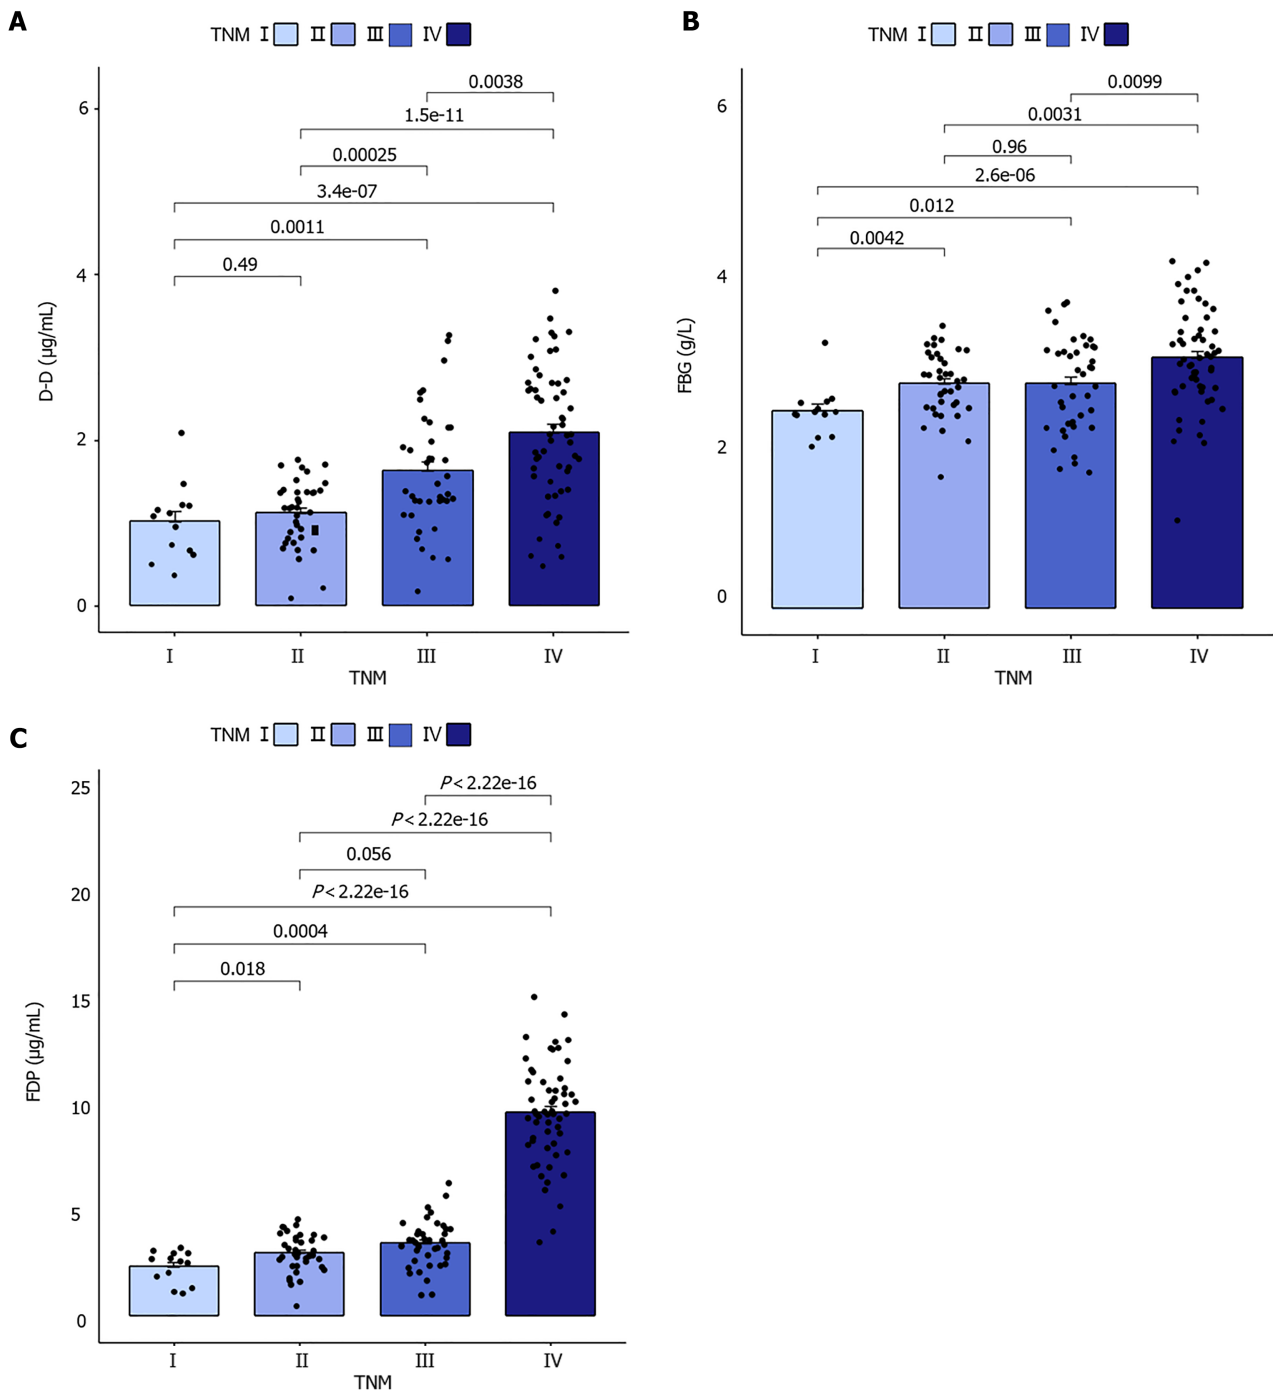 A
TNM I II III IV
0.0038
6
1.5e-11
0.00025
3.4e-07
0.0011
0.49
4
D-D (μg/mL)
2
0
I II III IV
TNM
B
TNM I II III IV
0.0099
6
0.0031
0.96
2.6e-06
0.012
0.0042
4
FBG (g/L)
2
0
I II III IV
TNM
C
TNM I II III IV
25
P < 2.22e-16
P < 2.22e-16
0.056
20
P < 2.22e-16
0.0004
0.018
15
FDP (μg/mL)
10
5
0
I II III IV
TNM